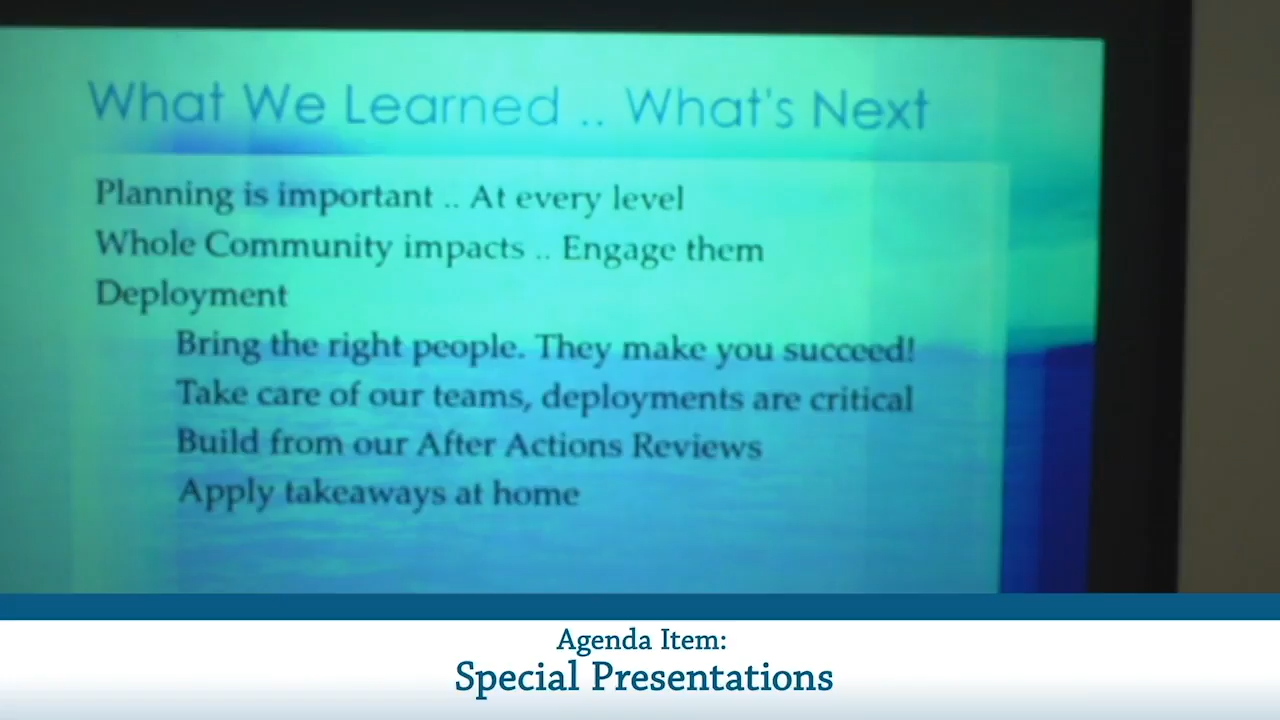 What We Learned .. What's Next
Planning is important .. At every level
Whole Community impacts .. Engage them
Deployment
Bring the right people. They make you succeed!
Take care of our teams, deployments are critical
Build from our After Actions Reviews
Apply takeaways at home
Agenda Item:
Special Presentations